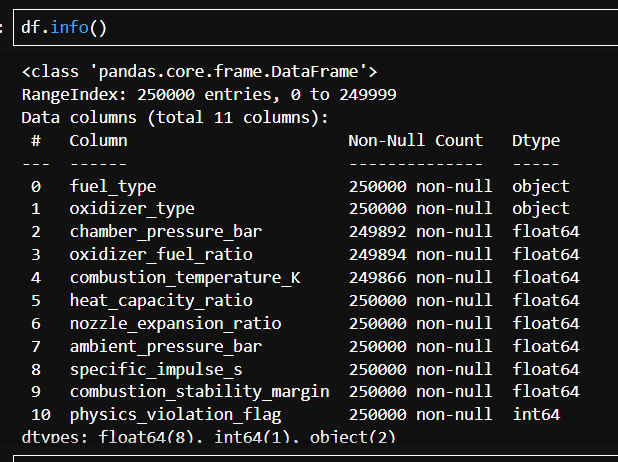 : df.info()
<class 'pandas.core.frame.DataFrame'>
RangeIndex: 250000 entries, 0 to 249999
Data columns (total 11 columns):
 #   Column                       Non-Null Count   Dtype
---  ------                       --------------   -----
 0   fuel_type                    250000 non-null  object
 1   oxidizer_type                250000 non-null  object
 2   chamber_pressure_bar         249892 non-null  float64
 3   oxidizer_fuel_ratio          249894 non-null  float64
 4   combustion_temperature_K     249866 non-null  float64
 5   heat_capacity_ratio          250000 non-null  float64
 6   nozzle_expansion_ratio       250000 non-null  float64
 7   ambient_pressure_bar         250000 non-null  float64
 8   specific_impulse_s           250000 non-null  float64
 9   combustion_stability_margin  250000 non-null  float64
 10  physics_violation_flag       250000 non-null  int64
dtypes: float64(8), int64(1), object(2)